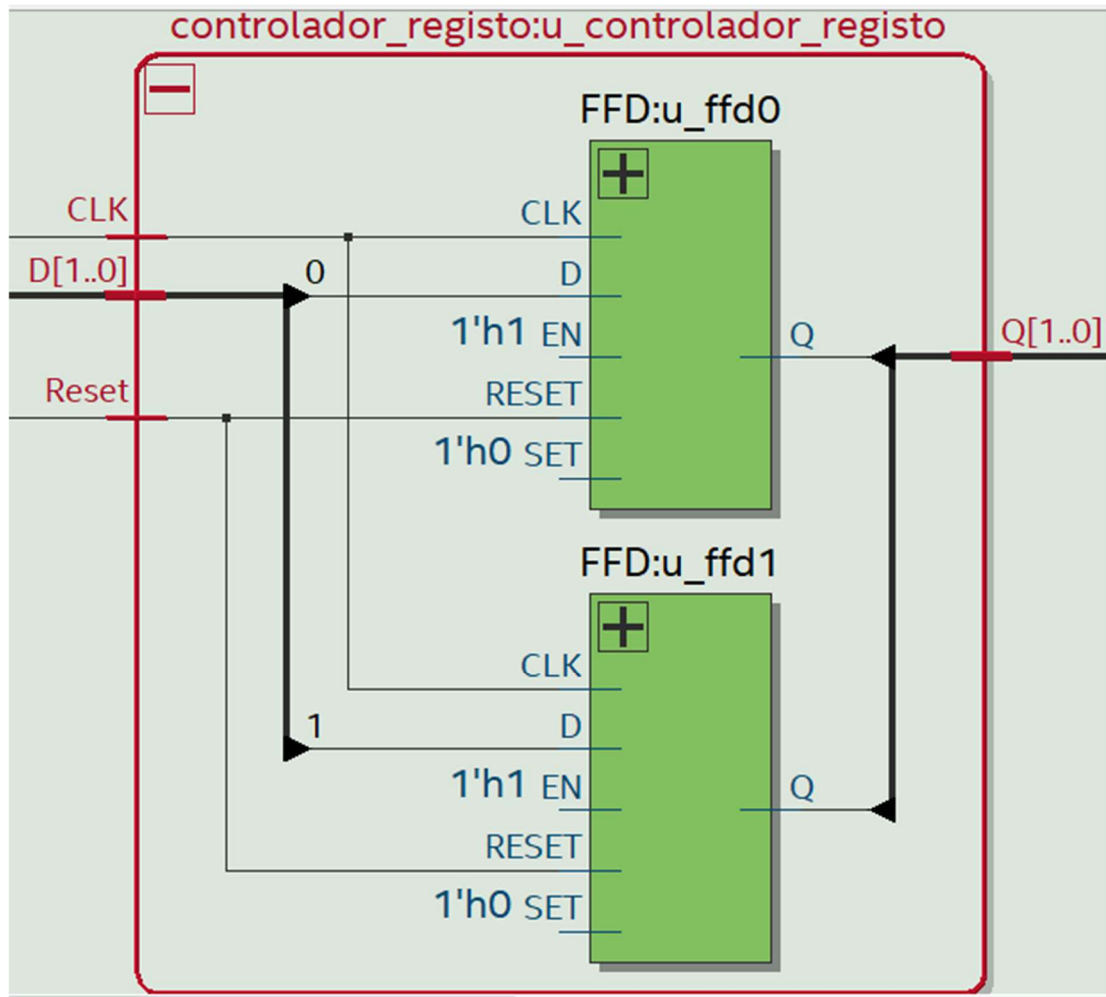 controlador_registo:u_controlador_registo
FFD:u_ffd0
CLK
CLK
D[1..0]
0
D
1'h1 EN
Q
Q[1..0]
Reset
RESET
1'h0 SET
FFD:u_ffd1
CLK
1
D
1'h1 EN
Q
RESET
1'h0 SET